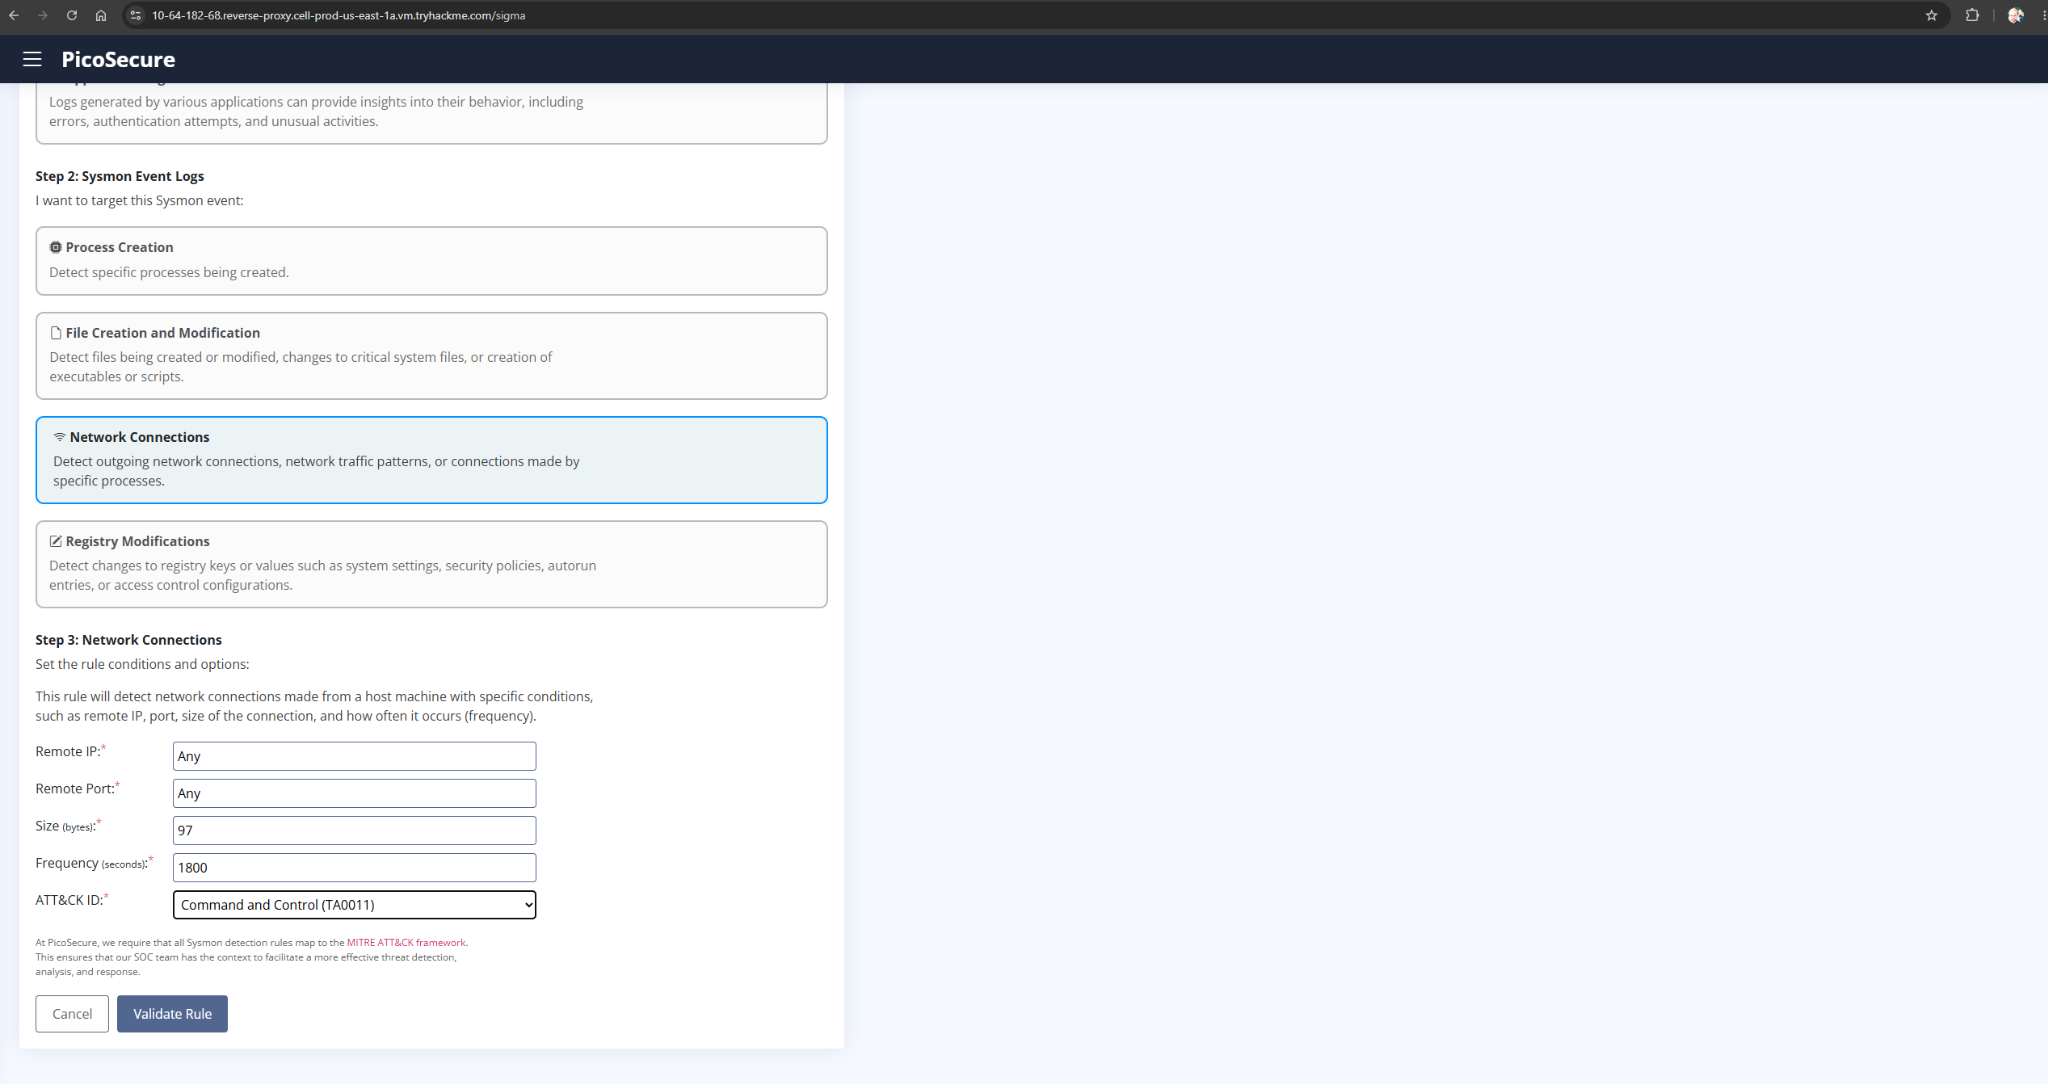 10-64-182-68.reverse-proxy.cell-prod-us-east-1a.vm.tryhackme.com/sigma
PicoSecure
Logs generated by various applications can provide insights into their behavior, including
errors, authentication attempts, and unusual activities.
Step 2: Sysmon Event Logs
I want to target this Sysmon event:
Process Creation
Detect specific processes being created.
File Creation and Modification
Detect files being created or modified, changes to critical system files, or creation of
executables or scripts.
Network Connections
Detect outgoing network connections, network traffic patterns, or connections made by
specific processes.
Registry Modifications
Detect changes to registry keys or values such as system settings, security policies, autorun
entries, or access control configurations.
Step 3: Network Connections
Set the rule conditions and options:
This rule will detect network connections made from a host machine with specific conditions,
such as remote IP, port, size of the connection, and how often it occurs (frequency).
Remote IP:* Any
Remote Port:* Any
Size (bytes):* 97
Frequency (seconds):* 1800
ATT&CK ID:* Command and Control (TA0011)
At PicoSecure, we require that all Sysmon detection rules map to the MITRE ATT&CK framework.
This ensures that our SOC team has the context to facilitate a more effective threat detection,
analysis, and response.
Cancel Validate Rule